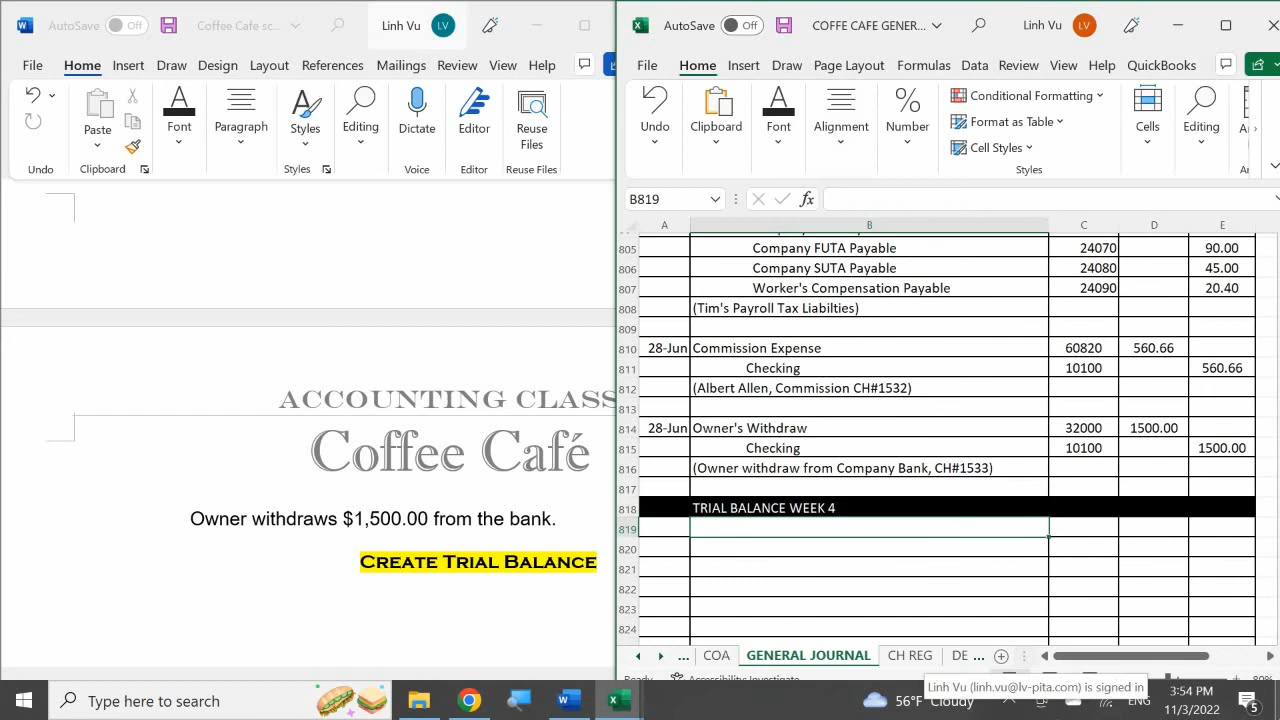 AutoSave Off Coffee Cafe sc... Linh Vu LV
File Home Insert Draw Design Layout References Mailings Review View Help
Paste Font Paragraph Styles Editing Dictate Editor Reuse Files
Undo Clipboard Styles Voice Editor Reuse Files
ACCOUNTING CLASS
Coffee Café
Owner withdraws $1,500.00 from the bank.
CREATE TRIAL BALANCE
AutoSave Off COFFE CAFE GENER... Linh Vu LV
File Home Insert Draw Page Layout Formulas Data Review View Help QuickBooks
Undo Clipboard Font Alignment Number Conditional Formatting Format as Table Cell Styles Cells Editing
Styles
B819 fx
A B C D E
805 Company FUTA Payable 24070 90.00
806 Company SUTA Payable 24080 45.00
807 Worker's Compensation Payable 24090 20.40
808 (Tim's Payroll Tax Liabilties)
809
810 28-Jun Commission Expense 60820 560.66
811 Checking 10100 560.66
812 (Albert Allen, Commission CH#1532)
813
814 28-Jun Owner's Withdraw 32000 1500.00
815 Checking 10100 1500.00
816 (Owner withdraw from Company Bank, CH#1533)
817
818 TRIAL BALANCE WEEK 4
819
820
821
822
823
824
... COA GENERAL JOURNAL CH REG DE ...
Linh Vu (linh.vu@lv-pita.com) is signed in
Type here to search
56°F Cloudy ENG 3:54 PM
11/3/2022 5